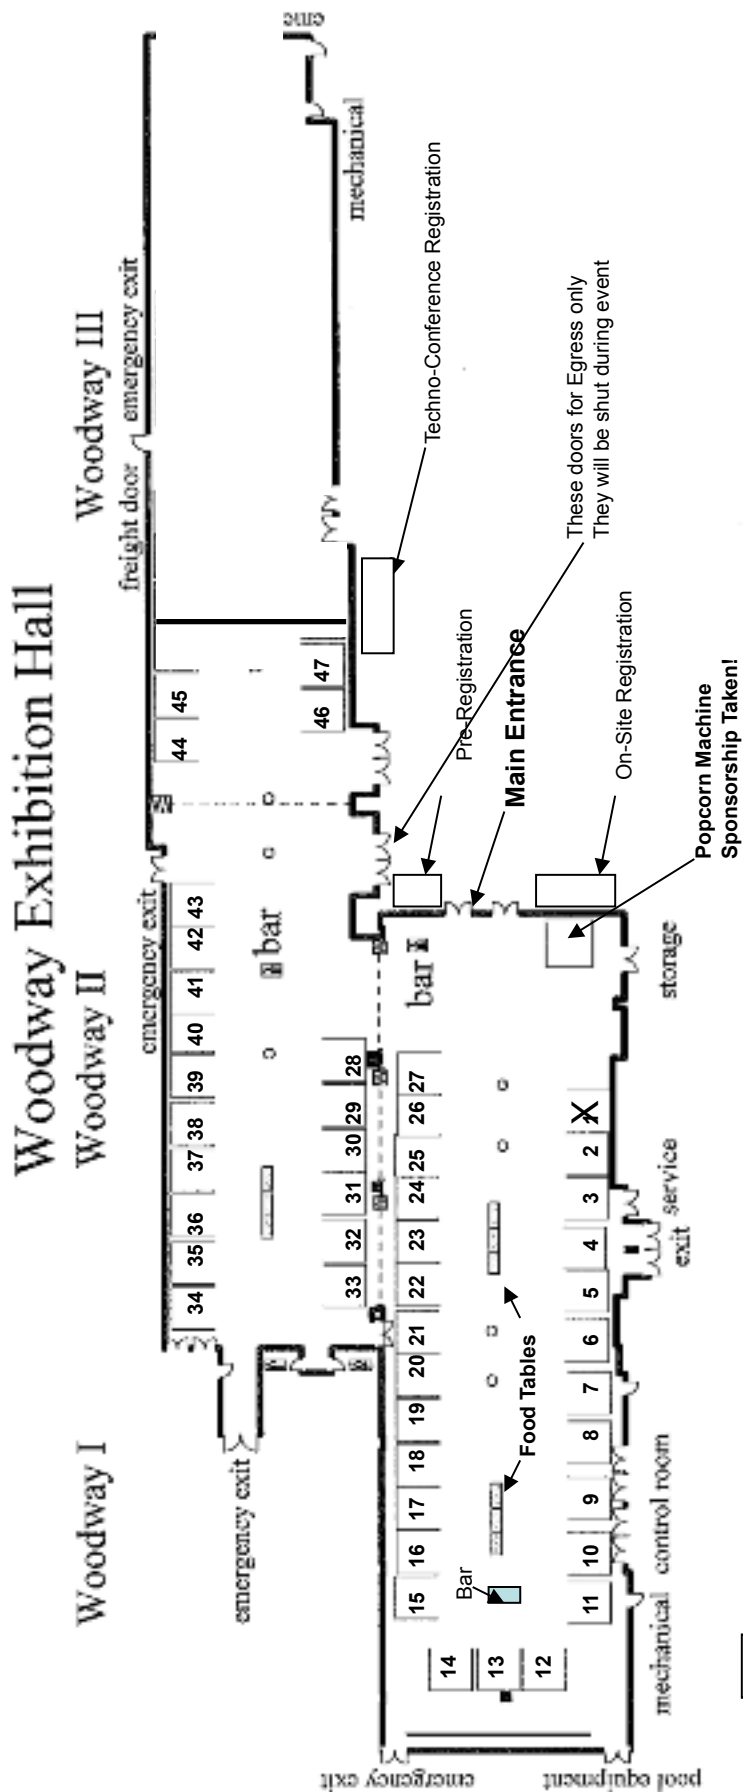 Woodway Exhibition Hall
Woodway I
Woodway II
Woodway III
emergency exit
freight door
emergency exit
emergency exit
mechanical
34
35
36
37
38
39
40
41
42
43
44
45
bar
33
32
31
30
29
28
46
47
Techno-Conference Registration
These doors for Egress only
They will be shut during event
Pre-Registration
Main Entrance
On-Site Registration
Popcorn Machine
Sponsorship Taken!
bar
15
16
17
18
19
20
21
22
23
24
25
26
27
14
13
12
Bar
Food Tables
11
10
9
8
7
6
5
4
3
2
X
emergency exit
pool equipment
mechanical
control room
service
exit
storage